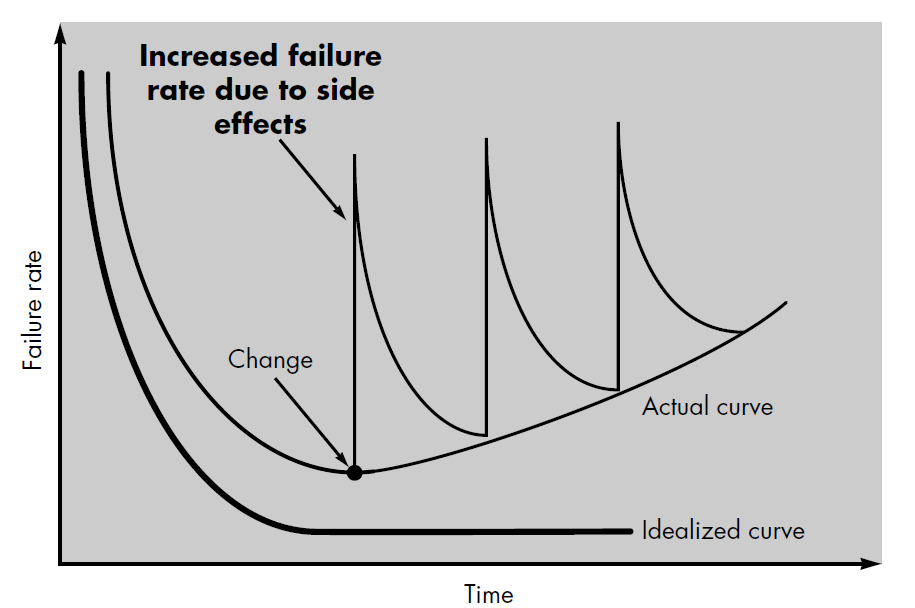 Increased failure
rate due to side
effects
Failure rate
Change
Actual curve
Idealized curve
Time